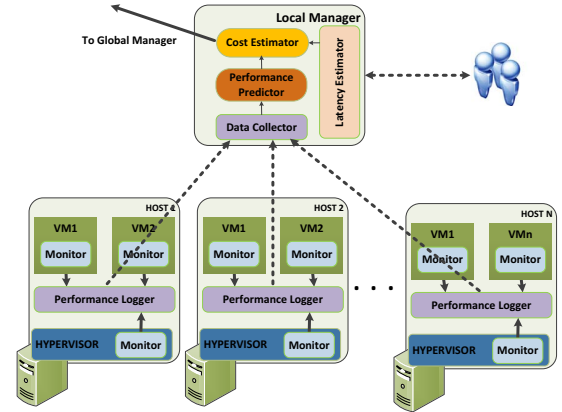 Local Manager
To Global Manager
Cost Estimator
Performance
Predictor
Latency Estimator
Data Collector
HOST 1
VM1
VM2
Monitor
Monitor
Performance Logger
HYPERVISOR
Monitor
HOST 2
VM1
VM2
Monitor
Monitor
Performance Logger
HYPERVISOR
Monitor
. . .
HOST N
VM1
VMn
Monitor
Monitor
Performance Logger
HYPERVISOR
Monitor